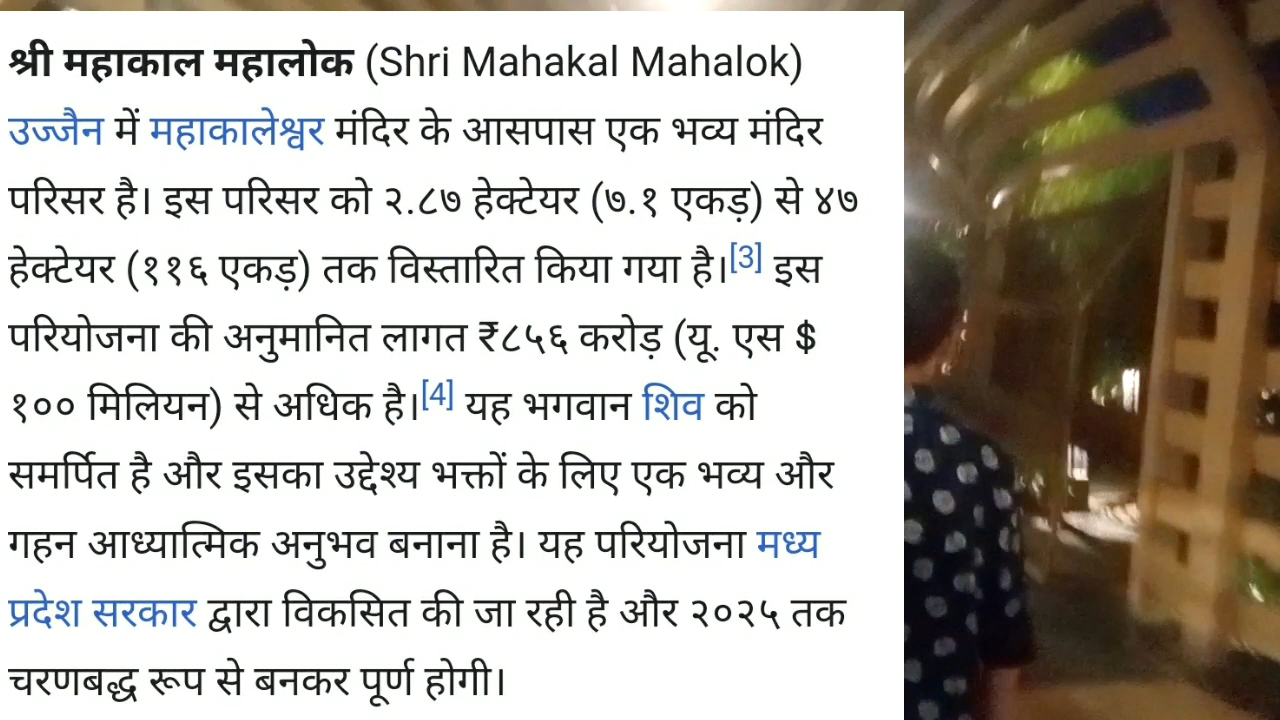 श्री महाकाल महालोक (Shri Mahakal Mahalok)
उज्जैन में महाकालेश्वर मंदिर के आसपास एक भव्य मंदिर
परिसर है। इस परिसर को २.८७ हेक्टेयर (७.१ एकड़) से ४७
हेक्टेयर (११६ एकड़) तक विस्तारित किया गया है।[3] इस
परियोजना की अनुमानित लागत ₹८५६ करोड़ (यू. एस $
१०० मिलियन) से अधिक है।[4] यह भगवान शिव को
समर्पित है और इसका उद्देश्य भक्तों के लिए एक भव्य और
गहन आध्यात्मिक अनुभव बनाना है। यह परियोजना मध्य
प्रदेश सरकार द्वारा विकसित की जा रही है और २०२५ तक
चरणबद्ध रूप से बनकर पूर्ण होगी।